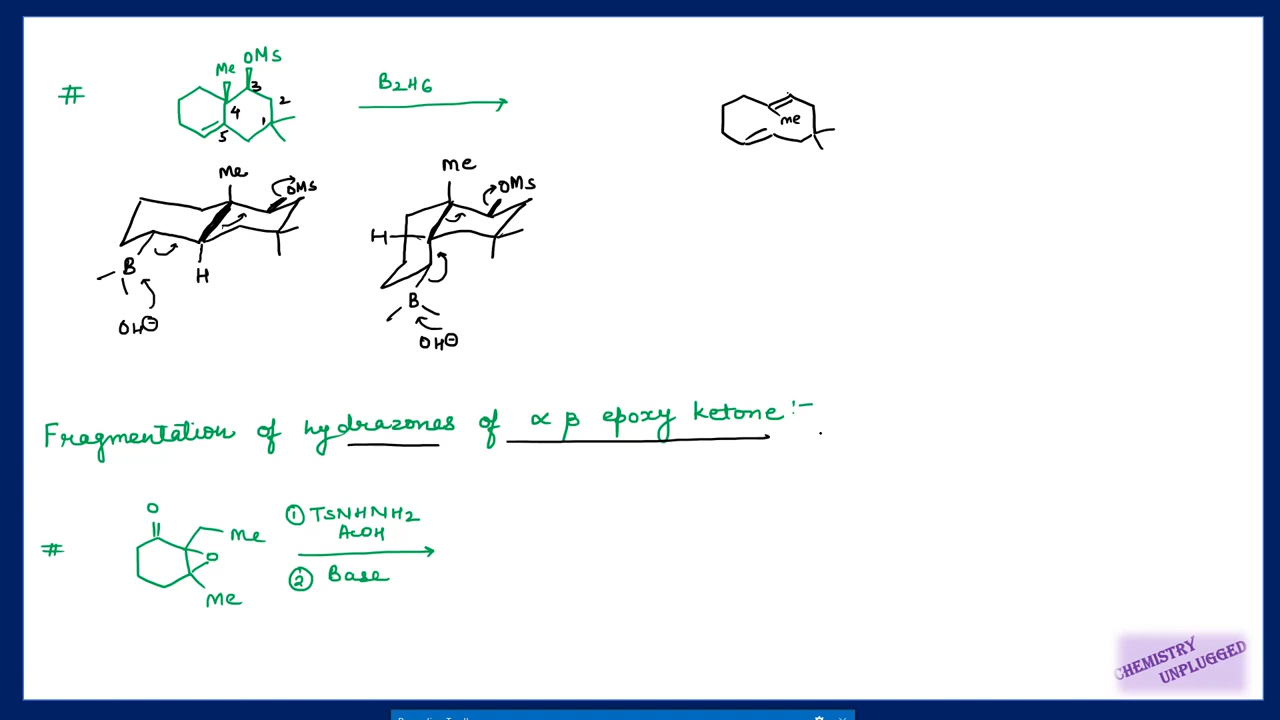 #
OMS
Me
3
2
4
1
5
B2H6
me
Me
OMS
B
H
OH⊖
me
OMS
H
B
OH⊖
Fragmentation of hydrazones of α β epoxy ketone :-
#
O
Me
O
Me
① TSNHNH2
AcOH
② Base
CHEMISTRY
UNPLUGGED